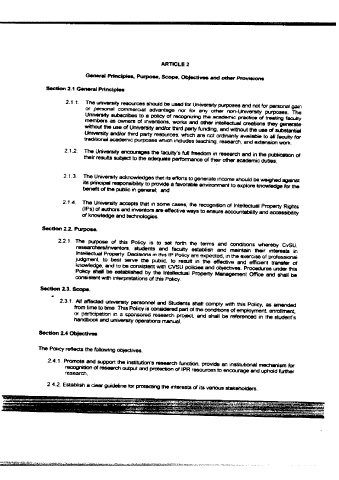 ARTICLE 2
General Principles, Purpose, Scope, Objectives and other Provisions
Section 2.1 General Principles
2.1.1. The university resources should be used for University purposes and not for personal gain
or personal commercial advantage nor for any other non-University purposes. The
University subscribes to a policy of recognizing the academic practice of treating faculty
members as owners of inventions, works and other intellectual creations they generate
without the use of University and/or third party funding, and without the use of substantial
University and/or third party resources, which are not ordinarily available to all faculty for
traditional academic purposes which includes teaching, research, and extension work.
2.1.2. The University encourages the faculty's full freedom in research and in the publication of
their results subject to the adequate performance of their other academic duties.
2.1.3. The University acknowledges that its efforts to generate income should be weighed against
its principal responsibility to provide a favorable environment to explore knowledge for the
benefit of the public in general; and
2.1.4. The University accepts that in some cases, the recognition of Intellectual Property Rights
(IPs) of authors and inventors are effective ways to ensure accountability and accessibility
of knowledge and technologies.
Section 2.2. Purpose.
2.2.1. The purpose of this Policy is to set forth the terms and conditions whereby CvSU,
researchers/inventors, students and faculty establish and maintain their interests in
Intellectual Property. Decisions in this IP Policy are expected, in the exercise of professional
judgment, to best serve the public, to result in the effective and efficient transfer of
knowledge, and to be consistent with CVSU policies and objectives. Procedures under this
Policy shall be established by the Intellectual Property Management Office and shall be
consistent with interpretations of this Policy.
Section 2.3. Scope.
2.3.1. All affected university personnel and Students shall comply with this Policy, as amended
from time to time. This Policy is considered part of the conditions of employment, enrollment,
or participation in a sponsored research project, and shall be referenced in the student's
handbook and university operations manual.
Section 2.4 Objectives
The Policy reflects the following objectives:
2.4.1. Promote and support the institution's research function, provide an institutional mechanism for
recognition of research output and protection of IPR resources to encourage and uphold further
research.
2.4.2. Establish a clear guideline for protecting the interests of its various stakeholders.